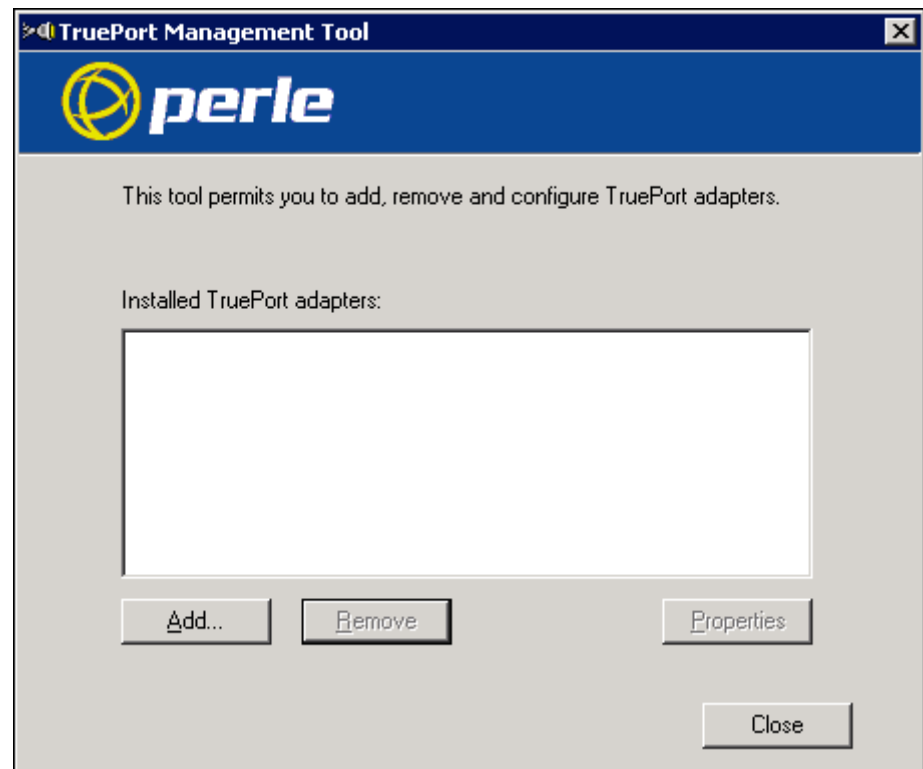 TruePort Management Tool
perle
This tool permits you to add, remove and configure TruePort adapters.
Installed TruePort adapters:
Add... Remove Properties
Close